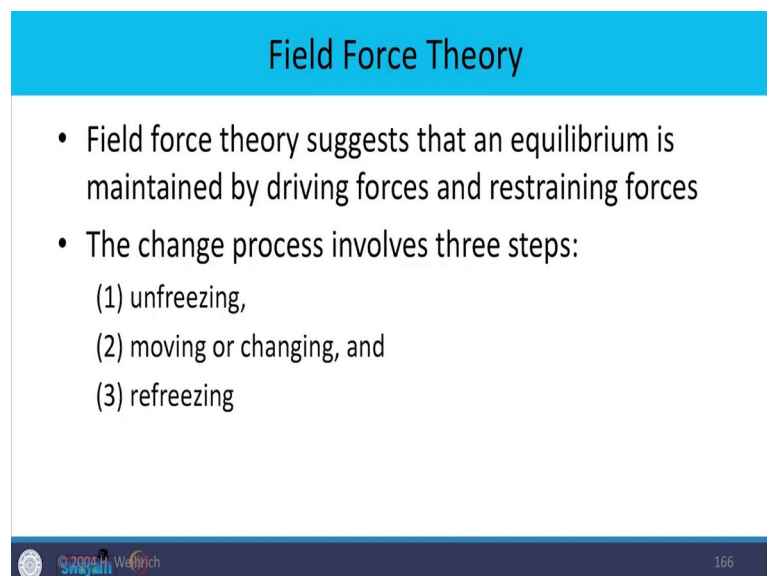 Field Force Theory
• Field force theory suggests that an equilibrium is
maintained by driving forces and restraining forces
• The change process involves three steps:
(1) unfreezing,
(2) moving or changing, and
(3) refreezing
© 2004 H. Weihrich
swayam
166